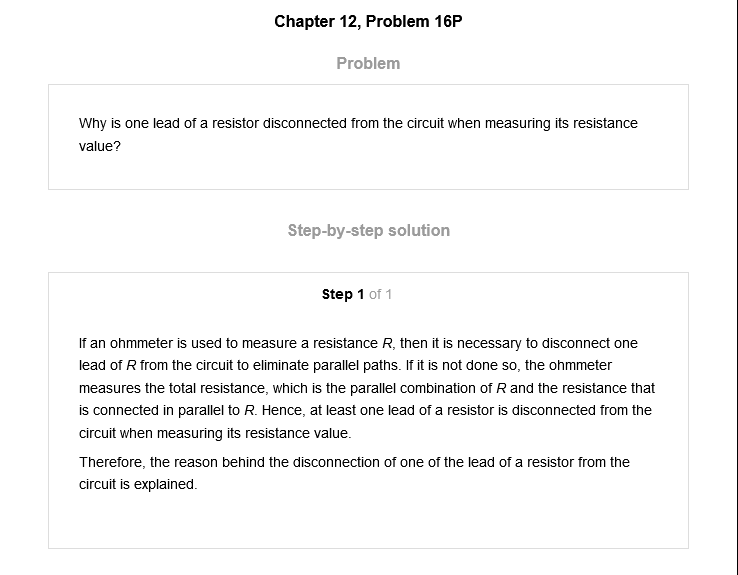 Chapter 12, Problem 16P
Problem
Why is one lead of a resistor disconnected from the circuit when measuring its resistance
value?
Step-by-step solution
Step 1 of 1
If an ohmmeter is used to measure a resistance R, then it is necessary to disconnect one
lead of R from the circuit to eliminate parallel paths. If it is not done so, the ohmmeter
measures the total resistance, which is the parallel combination of R and the resistance that
is connected in parallel to R. Hence, at least one lead of a resistor is disconnected from the
circuit when measuring its resistance value.
Therefore, the reason behind the disconnection of one of the lead of a resistor from the
circuit is explained.